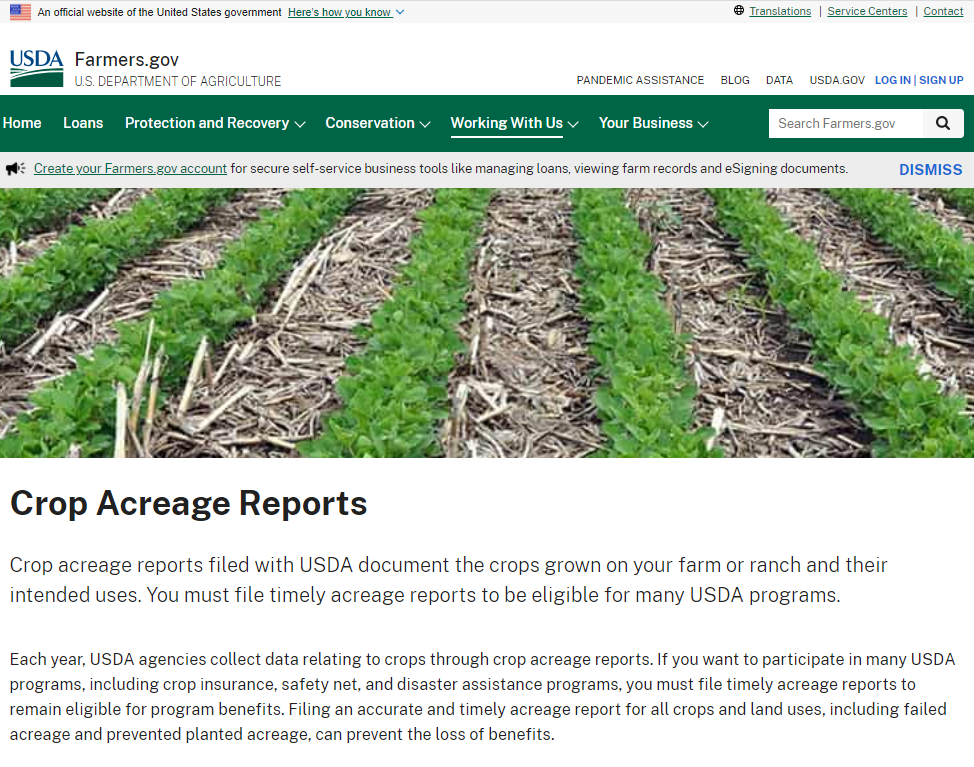 An official website of the United States government Here's how you know
Translations | Service Centers | Contact
USDA
Farmers.gov
U.S. DEPARTMENT OF AGRICULTURE
PANDEMIC ASSISTANCE BLOG DATA USDA.GOV LOG IN | SIGN UP
Home Loans Protection and Recovery Conservation Working With Us Your Business Search Farmers.gov
Create your Farmers.gov account for secure self-service business tools like managing loans, viewing farm records and eSigning documents. DISMISS
Crop Acreage Reports
Crop acreage reports filed with USDA document the crops grown on your farm or ranch and their
intended uses. You must file timely acreage reports to be eligible for many USDA programs.
Each year, USDA agencies collect data relating to crops through crop acreage reports. If you want to participate in many USDA
programs, including crop insurance, safety net, and disaster assistance programs, you must file timely acreage reports to
remain eligible for program benefits. Filing an accurate and timely acreage report for all crops and land uses, including failed
acreage and prevented planted acreage, can prevent the loss of benefits.